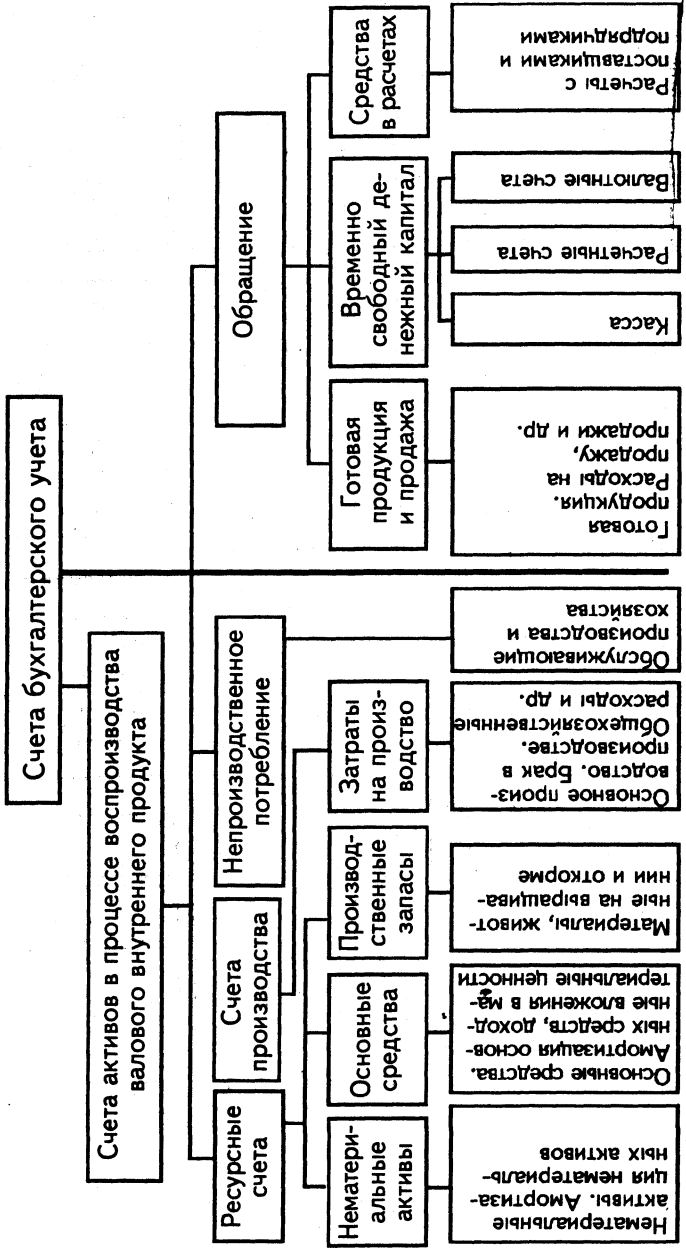 Счета бухгалтерского учета
Счета активов в процессе воспроизводства
валового внутреннего продукта
Ресурсные
счета
Счета
производства
Непроизводственное
потребление
Обращение
Нематери-
альные
активы
Основные
средства
Производ-
ственные
запасы
Затраты
на произ-
водство
Готовая
продукция
и продажа
Временно
свободный де-
нежный капитал
Средства
в расчетах
Нематериальные
активы. Амортиза-
ция нематериаль-
ных активов
Основные средства.
Амортизация основ-
ных средств, доход-
ные вложения в ма-
териальные ценности
Материалы, живот-
ные на выращива-
нии и откорме
Основное произ-
водство. Брак в
производстве.
Общехозяйственные
расходы и др.
Обслуживающие
производства и
хозяйства
Готовая
продукция.
Расходы на
продажу,
продажи и др.
Касса
Расчетные счета
Валютные счета
Расчеты с
поставщиками и
подрядчиками